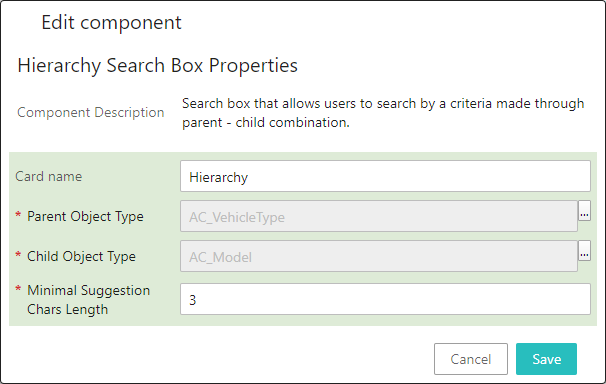 Edit component
Hierarchy Search Box Properties
Component Description
Search box that allows users to search by a criteria made through
parent - child combination.
Card name
Hierarchy
* Parent Object Type
AC_VehicleType
...
* Child Object Type
AC_Model
...
* Minimal Suggestion
Chars Length
3
Cancel
Save